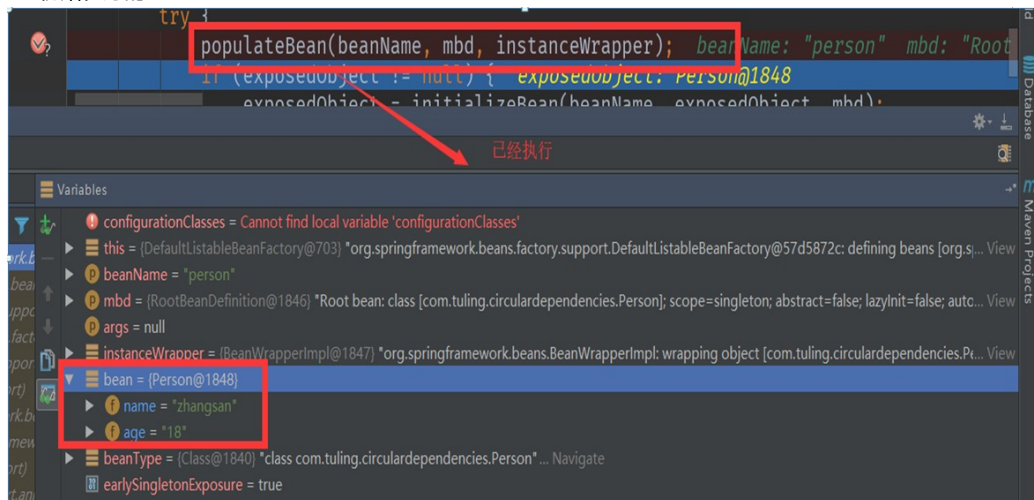 try {
populateBean(beanName, mbd, instanceWrapper); beanName: "person" mbd: "Root
if (exposedObject != null) { exposedObject: Person@1848
exposedObject = initializeBean(beanName, exposedObject, mbd);
已经执行
Database
Maven Projects
Variables
configurationClasses = Cannot find local variable 'configurationClasses'
this = {DefaultListableBeanFactory@703} "org.springframework.beans.factory.support.DefaultListableBeanFactory@57d5872c: defining beans [org.s... View
beanName = "person"
mbd = {RootBeanDefinition@1846} "Root bean: class [com.tuling.circulardependencies.Person]; scope=singleton; abstract=false; lazyInit=false; autc... View
args = null
instanceWrapper = {BeanWrapperImpl@1847} "org.springframework.beans.BeanWrapperImpl: wrapping object [com.tuling.circulardependencies.Pe... View
bean = {Person@1848}
name = "zhangsan"
age = "18"
beanType = {Class@1840} "class com.tuling.circulardependencies.Person"... Navigate
earlySingletonExposure = true